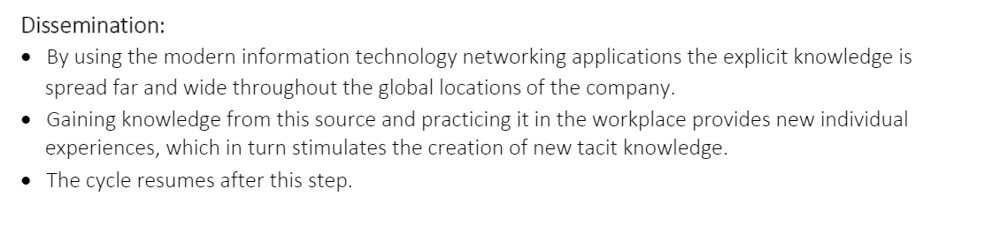 Dissemination:
• By using the modern information technology networking applications the explicit knowledge is
spread far and wide throughout the global locations of the company.
• Gaining knowledge from this source and practicing it in the workplace provides new individual
experiences, which in turn stimulates the creation of new tacit knowledge.
• The cycle resumes after this step.